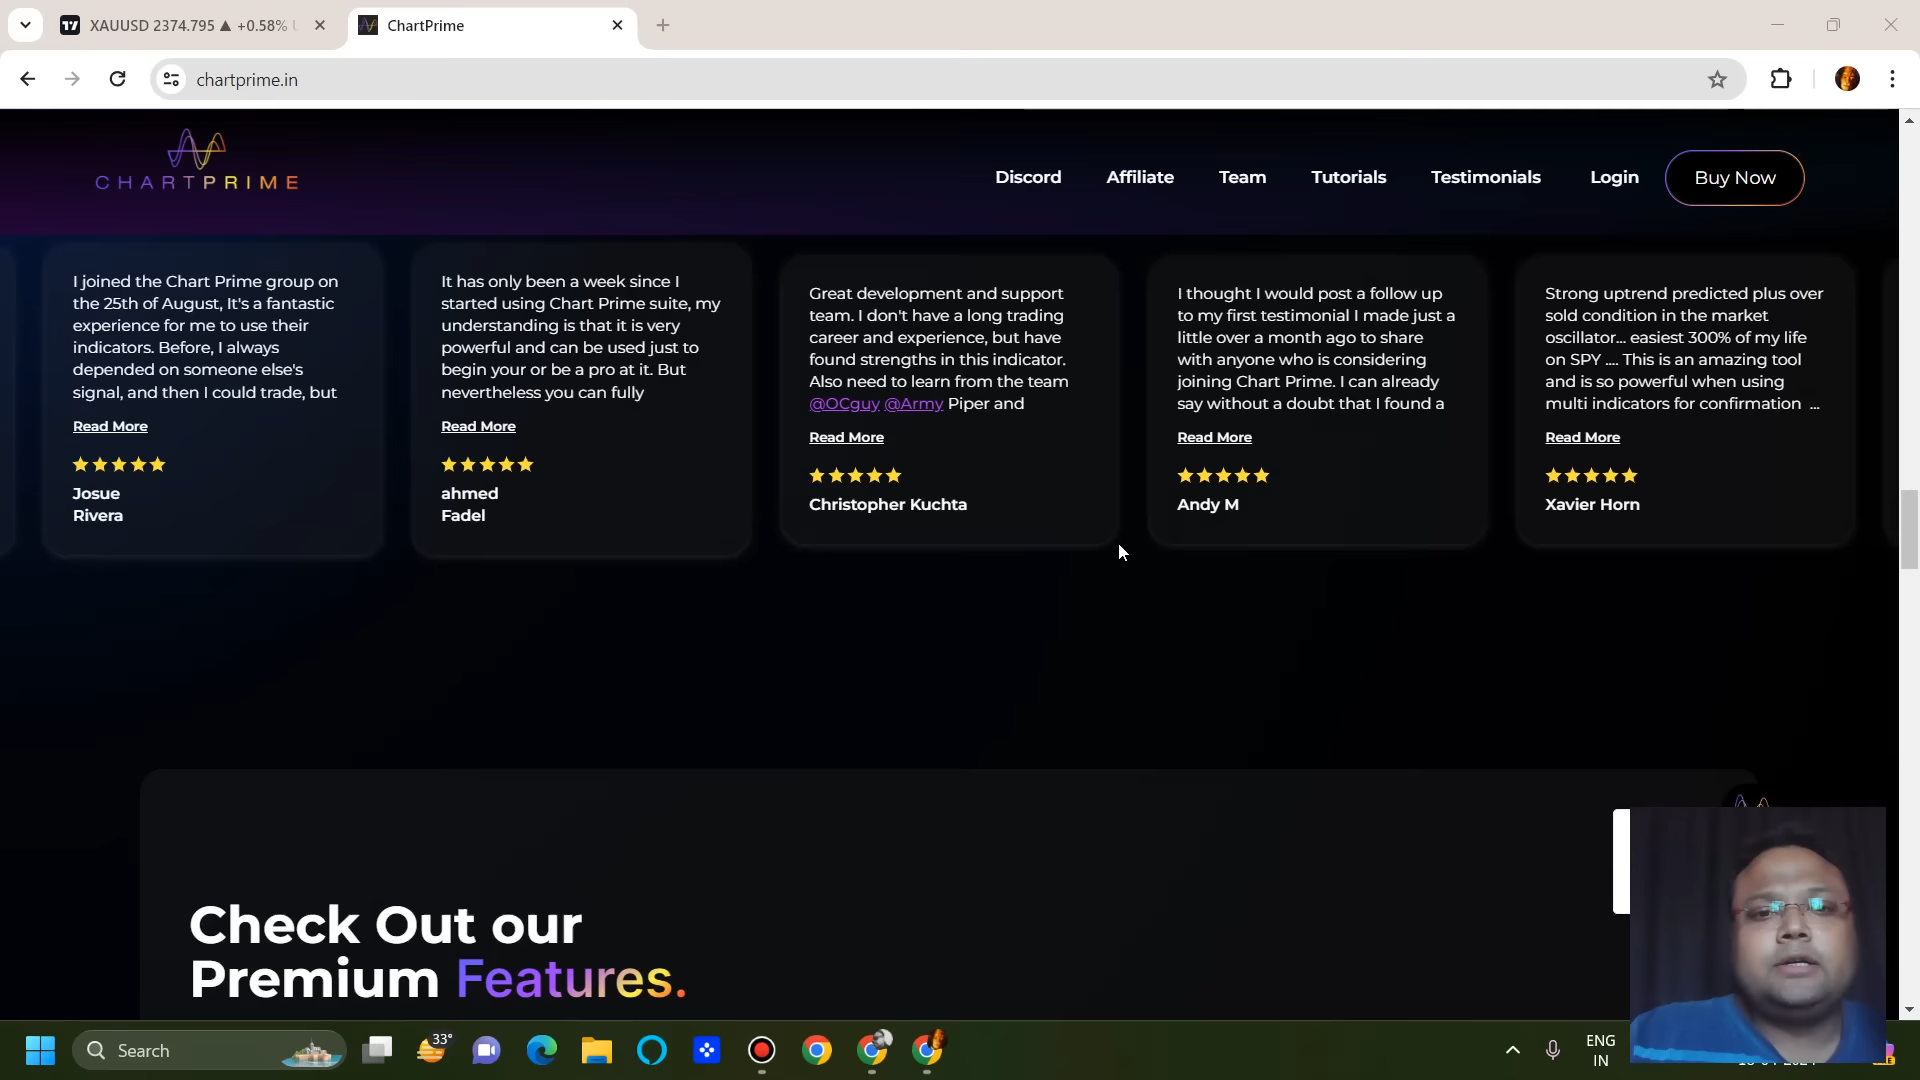 XAUUSD 2374.795 ▲ +0.58%
ChartPrime
chartprime.in
CHARTPRIME
Discord
Affiliate
Team
Tutorials
Testimonials
Login
Buy Now
I joined the Chart Prime group on
the 25th of August, It's a fantastic
experience for me to use their
indicators. Before, I always
depended on someone else's
signal, and then I could trade, but
Read More
Josue
Rivera
It has only been a week since I
started using Chart Prime suite, my
understanding is that it is very
powerful and can be used just to
begin your or be a pro at it. But
nevertheless you can fully
Read More
ahmed
Fadel
Great development and support
team. I don't have a long trading
career and experience, but have
found strengths in this indicator.
Also need to learn from the team
@OCguy @Army Piper and
Read More
Christopher Kuchta
I thought I would post a follow up
to my first testimonial I made just a
little over a month ago to share
with anyone who is considering
joining Chart Prime. I can already
say without a doubt that I found a
Read More
Andy M
Strong uptrend predicted plus over
sold condition in the market
oscillator... easiest 300% of my life
on SPY .... This is an amazing tool
and is so powerful when using
multi indicators for confirmation ...
Read More
Xavier Horn
Check Out our
Premium Features.
Search
33°
ENG
IN